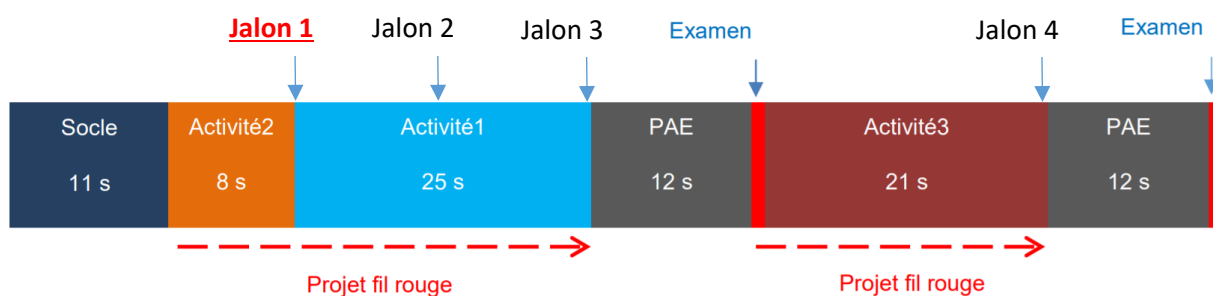 Jalon 1
Jalon 2
Jalon 3
Examen
Jalon 4
Examen
Socle
11 s
Activité2
8 s
Activité1
25 s
PAE
12 s
Activité3
21 s
PAE
12 s
Projet fil rouge
Projet fil rouge